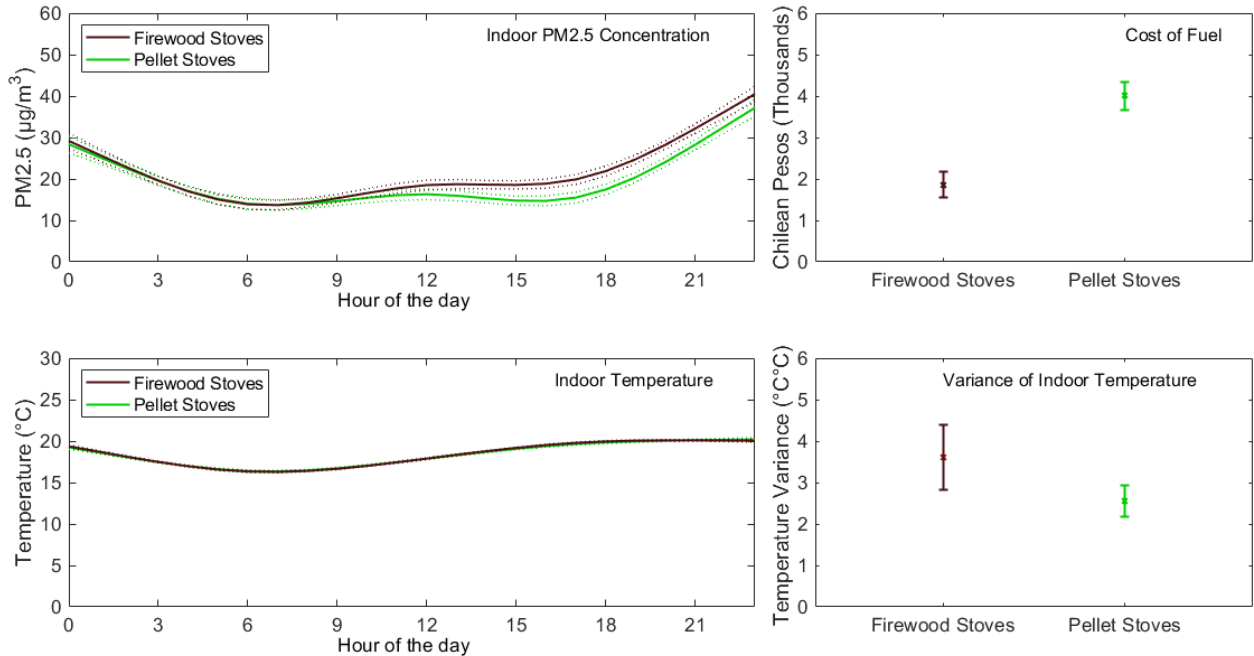 Indoor PM2.5 Concentration
Firewood Stoves
Pellet Stoves
PM2.5 (µg/m³)
60
50
40
30
20
10
0
0 3 6 9 12 15 18 21
Hour of the day
Cost of Fuel
Chilean Pesos (Thousands)
6
5
4
3
2
1
0
Firewood Stoves Pellet Stoves
Indoor Temperature
Firewood Stoves
Pellet Stoves
Temperature (°C)
30
25
20
15
10
5
0
0 3 6 9 12 15 18 21
Hour of the day
Variance of Indoor Temperature
Temperature Variance (°C°C)
6
5
4
3
2
1
0
Firewood Stoves Pellet Stoves